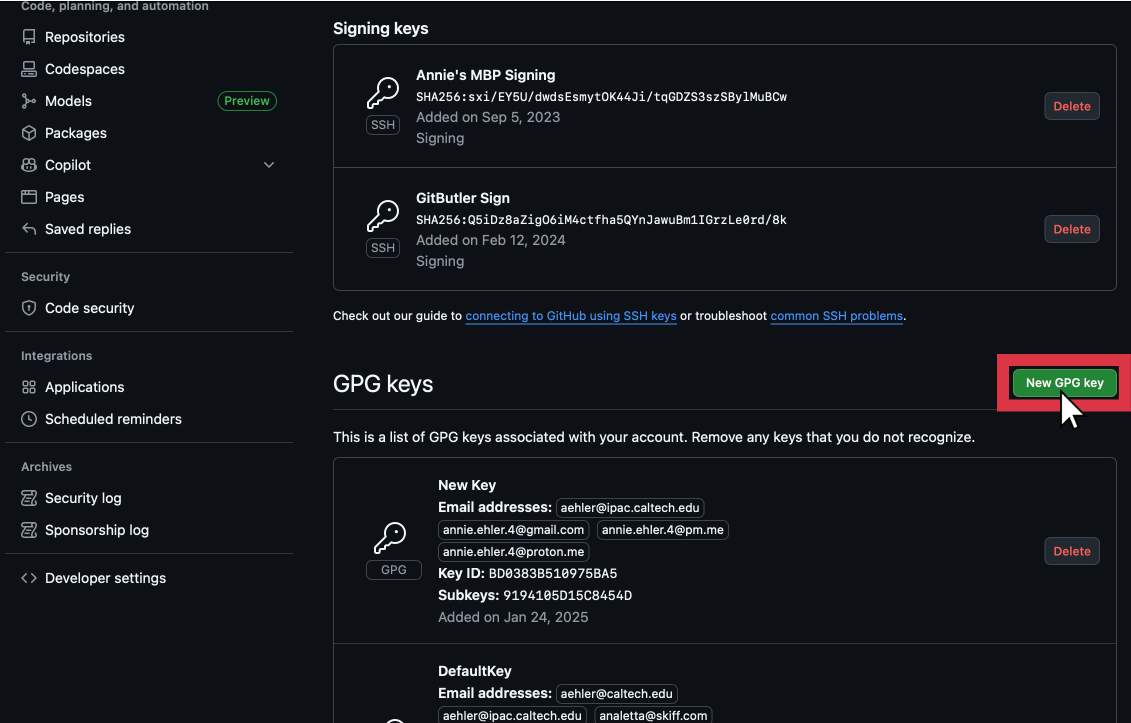 Code, planning, and automation
Repositories
Codespaces
Models Preview
Packages
Copilot
Pages
Saved replies
Security
Code security
Integrations
Applications
Scheduled reminders
Archives
Security log
Sponsorship log
Developer settings
Signing keys
Annie's MBP Signing
SHA256:sxi/EY5U/dwdsEsmytOK44Ji/tqGDZS3szSBylMuBCw
SSH
Added on Sep 5, 2023
Signing
Delete
GitButler Sign
SHA256:Q5iDz8aZigO6iM4ctfha5QYnJawuBm1IGrzLe0rd/8k
SSH
Added on Feb 12, 2024
Signing
Delete
Check out our guide to connecting to GitHub using SSH keys or troubleshoot common SSH problems.
GPG keys
New GPG key
This is a list of GPG keys associated with your account. Remove any keys that you do not recognize.
New Key
Email addresses: aehler@ipac.caltech.edu
annie.ehler.4@gmail.com annie.ehler.4@pm.me
annie.ehler.4@proton.me
GPG
Key ID: BD0383B510975BA5
Subkeys: 9194105D15C8454D
Added on Jan 24, 2025
Delete
DefaultKey
Email addresses: aehler@caltech.edu
aehler@ipac.caltech.edu analetta@skiff.com